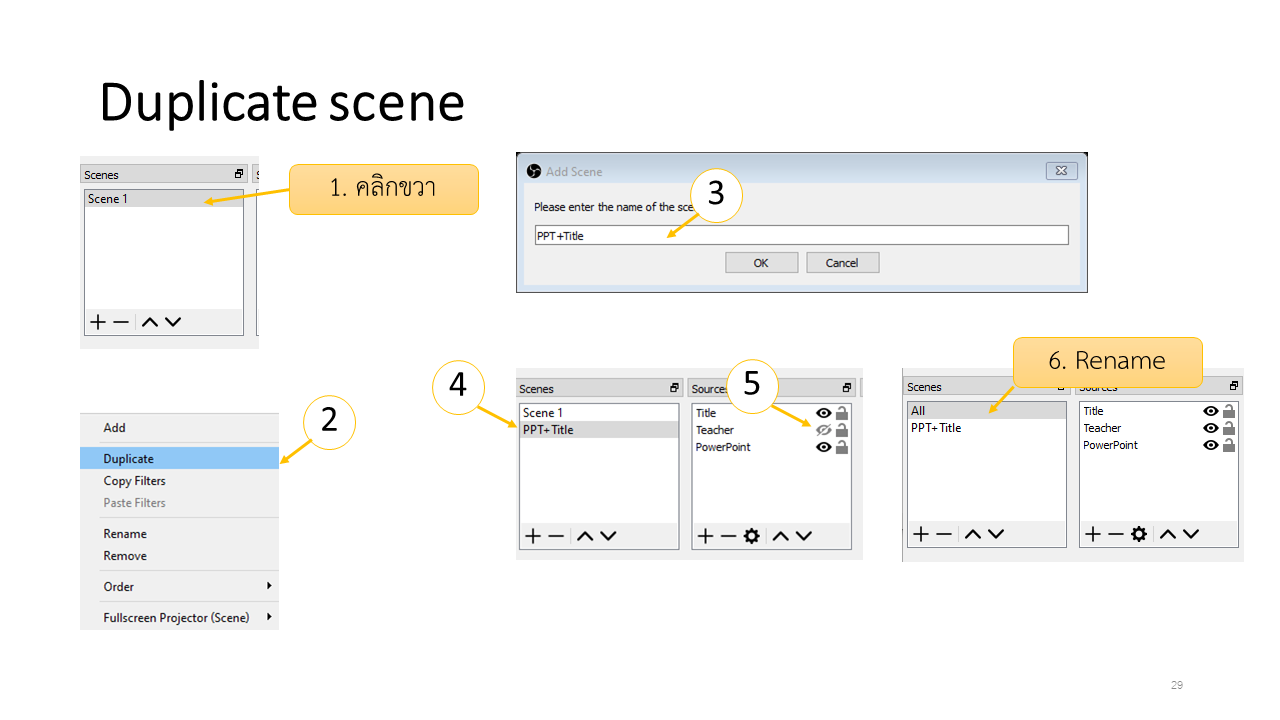 Duplicate scene
Scenes
Scene 1
1. คลิกขวา
Add
Duplicate
Copy Filters
Paste Filters
Rename
Remove
Order
Fullscreen Projector (Scene)
2
Add Scene
Please enter the name of the sce
3
PPT+Title
OK
Cancel
4
Scenes
Scene 1
PPT+Title
5
Title
Teacher
PowerPoint
6. Rename
Scenes
All
PPT+Title
Sources
Title
Teacher
PowerPoint
29